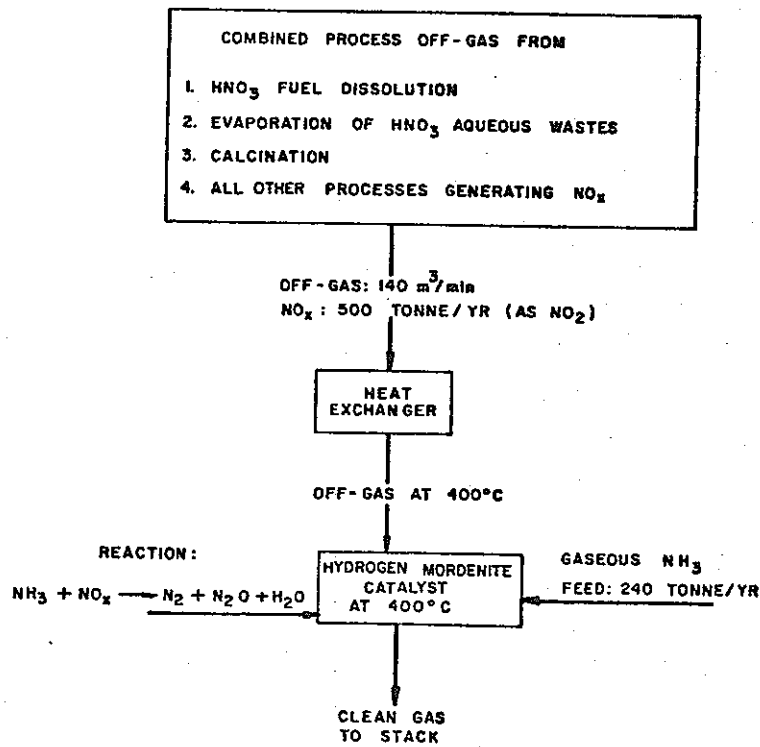 COMBINED PROCESS OFF-GAS FROM
1. HNO₃ FUEL DISSOLUTION
2. EVAPORATION OF HNO₃ AQUEOUS WASTES
3. CALCINATION
4. ALL OTHER PROCESSES GENERATING NOₓ
OFF-GAS: 140 m³/min
NOₓ: 500 TONNE/YR (AS NO₂)
HEAT
EXCHANGER
OFF-GAS AT 400°C
REACTION:
NH₃ + NOₓ → N₂ + N₂O + H₂O
HYDROGEN MORDENITE
CATALYST
AT 400°C
GASEOUS NH₃
FEED: 240 TONNE/YR
CLEAN GAS
TO STACK